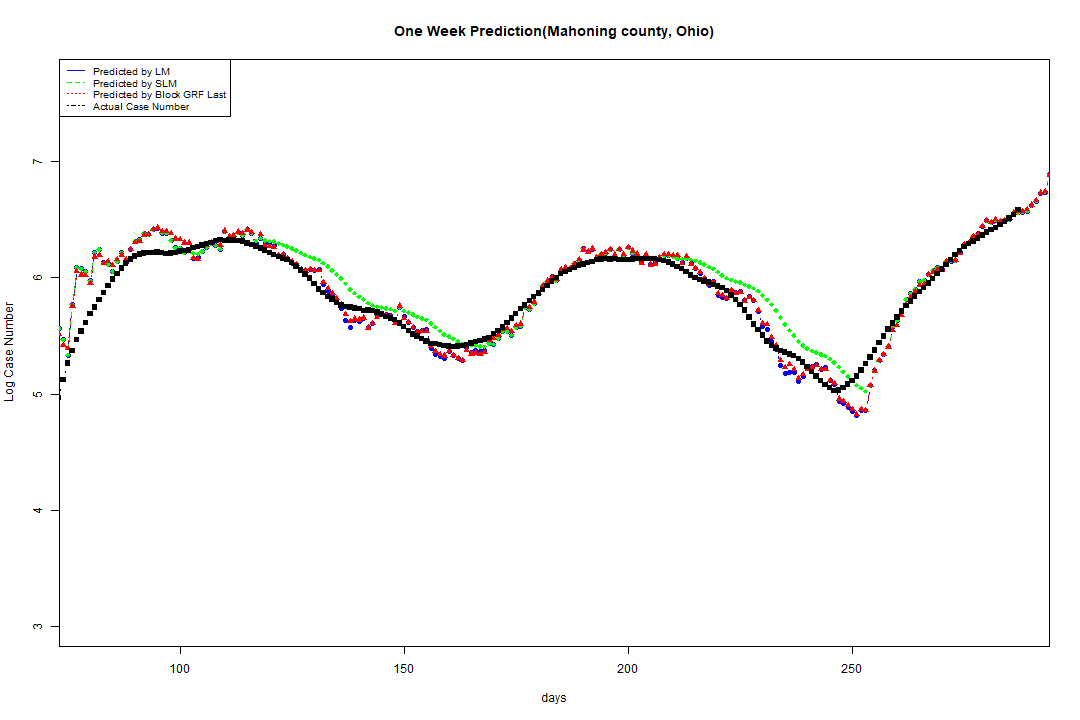 One Week Prediction(Mahoning county, Ohio)
Predicted by LM
Predicted by SLM
Predicted by Block GRF Last
Actual Case Number
Log Case Number
7
6
5
4
3
100
150
200
250
days